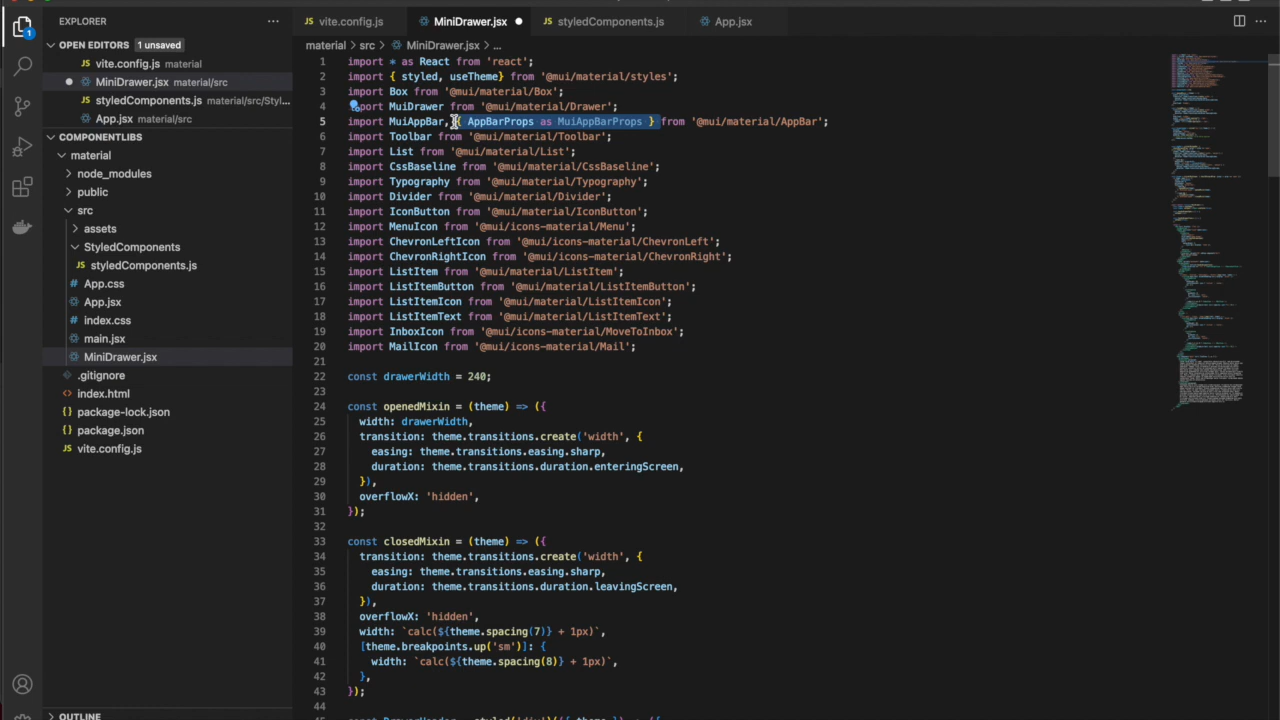 vite.config.js
MiniDrawer.jsx
styledComponents.js
App.jsx
EXPLORER
OPEN EDITORS 1 unsaved
vite.config.js material
MiniDrawer.jsx material/src
styledComponents.js material/src/Styl...
App.jsx material/src
COMPONENTLIBS
material
node_modules
public
src
assets
StyledComponents
styledComponents.js
App.css
App.jsx
index.css
main.jsx
MiniDrawer.jsx
.gitignore
index.html
package-lock.json
package.json
vite.config.js
OUTLINE
1
material > src > MiniDrawer.jsx > ...
1 import * as React from 'react';
2 import { styled, useTheme} from '@mui/material/styles';
3 import Box from '@mui/material/Box';
4 import MuiDrawer from '@mui/material/Drawer';
5 import MuiAppBar, { AppBarProps as MuiAppBarProps } from '@mui/material/AppBar';
6 import Toolbar from '@mui/material/Toolbar';
7 import List from '@mui/material/List';
8 import CssBaseline from '@mui/material/CssBaseline';
9 import Typography from '@mui/material/Typography';
10 import Divider from '@mui/material/Divider';
11 import IconButton from '@mui/material/IconButton';
12 import MenuIcon from '@mui/icons-material/Menu';
13 import ChevronLeftIcon from '@mui/icons-material/ChevronLeft';
14 import ChevronRightIcon from '@mui/icons-material/ChevronRight';
15 import ListItem from '@mui/material/ListItem';
16 import ListItemButton from '@mui/material/ListItemButton';
17 import ListItemIcon from '@mui/material/ListItemIcon';
18 import ListItemText from '@mui/material/ListItemText';
19 import InboxIcon from '@mui/icons-material/MoveToInbox';
20 import MailIcon from '@mui/icons-material/Mail';
21
22 const drawerWidth = 240;
23
24 const openedMixin = (theme) => ({
25 width: drawerWidth,
26 transition: theme.transitions.create('width', {
27 easing: theme.transitions.easing.sharp,
28 duration: theme.transitions.duration.enteringScreen,
29 }),
30 overflowX: 'hidden',
31 });
32
33 const closedMixin = (theme) => ({
34 transition: theme.transitions.create('width', {
35 easing: theme.transitions.easing.sharp,
36 duration: theme.transitions.duration.leavingScreen,
37 }),
38 overflowX: 'hidden',
39 width: `calc(${theme.spacing(7)} + 1px)`,
40 [theme.breakpoints.up('sm')]: {
41 width: `calc(${theme.spacing(8)} + 1px)`,
42 },
43 });
44
45 const DrawerHeader = styled('div')(({ theme }) => ({